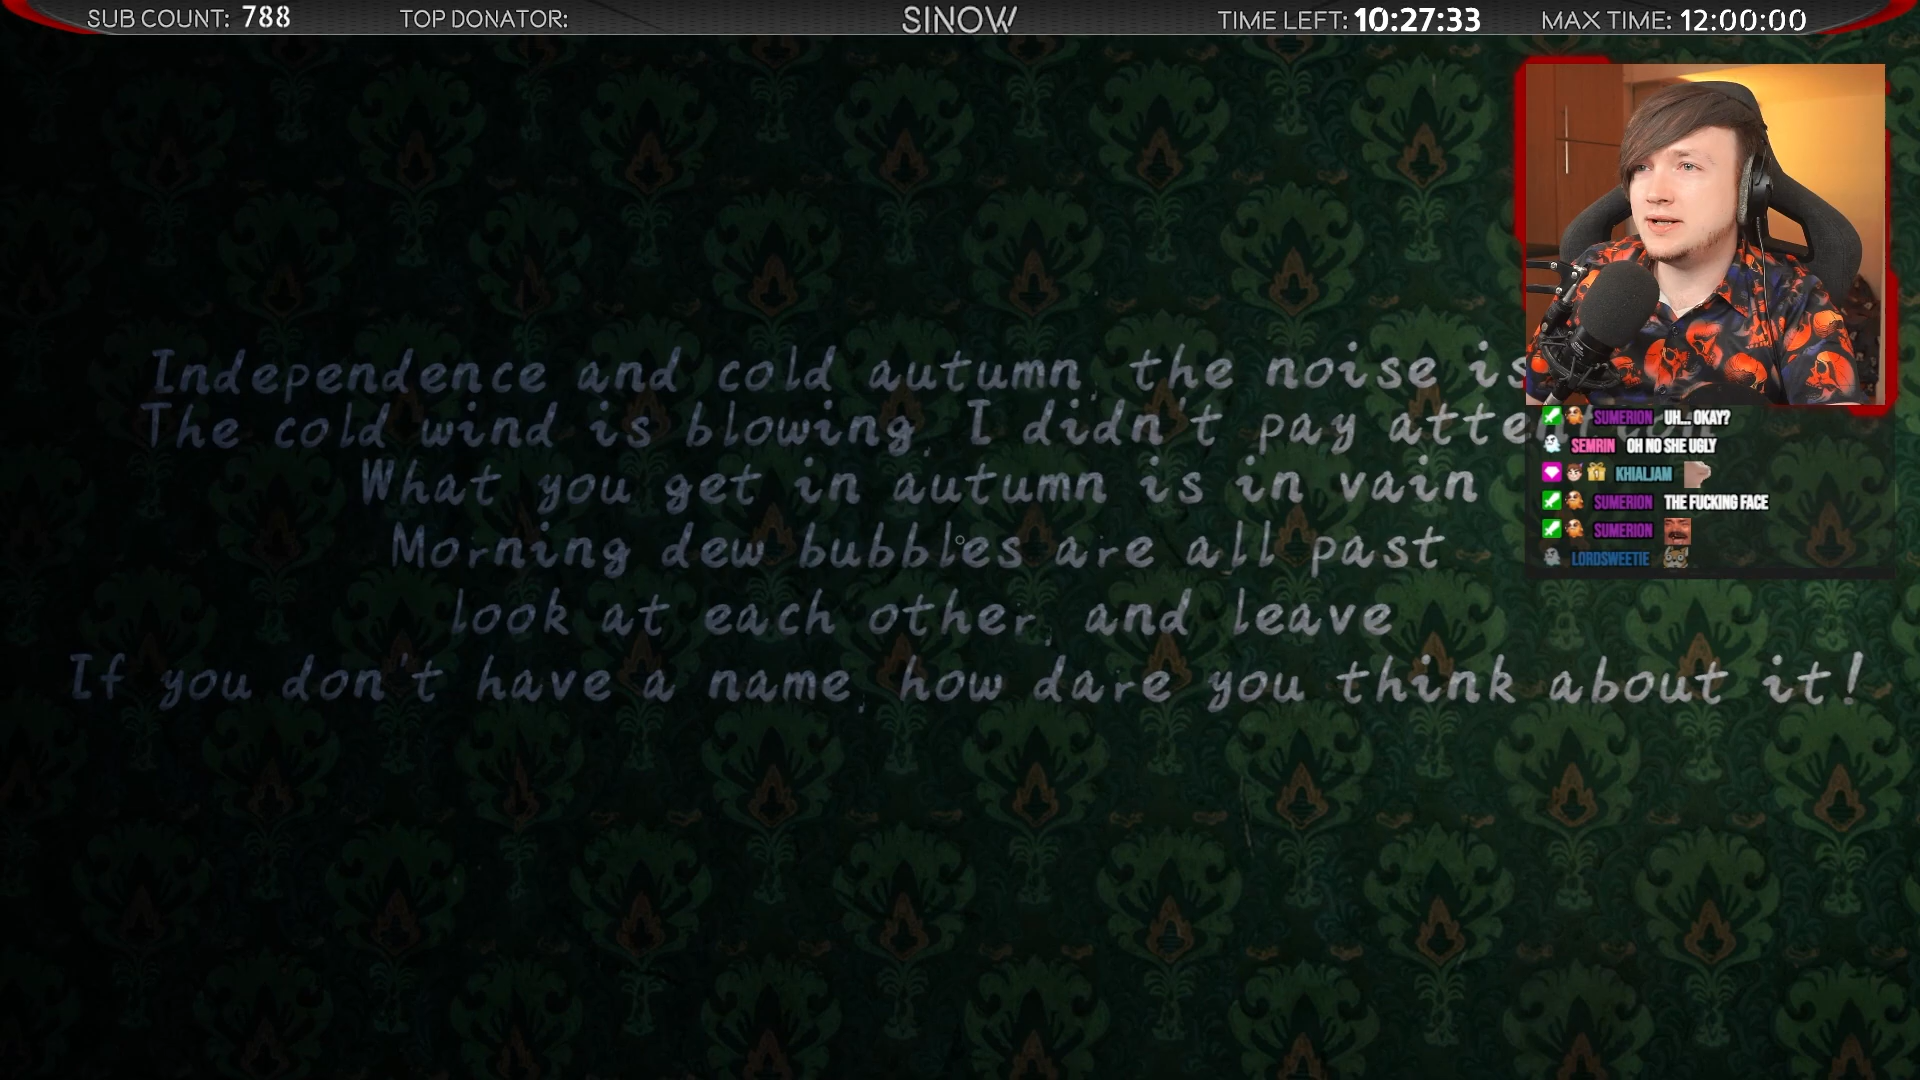 SUB COUNT: 788 TOP DONATOR: SINOW TIME LEFT: 10:27:33 MAX TIME: 12:00:00
Independence and cold autumn, the noise is
The cold wind is blowing, I didn't pay
What you get in autumn is in vain
Morning dew bubbles are all past
look at each other, and leave
If you don't have a name, how dare you think about it!
SUMERION UH... OKAY?
SEMRIN OH NO SHE UGLY
KHIALJAM
SUMERION THE FUCKING FACE
SUMERION
LORDSWEETIE